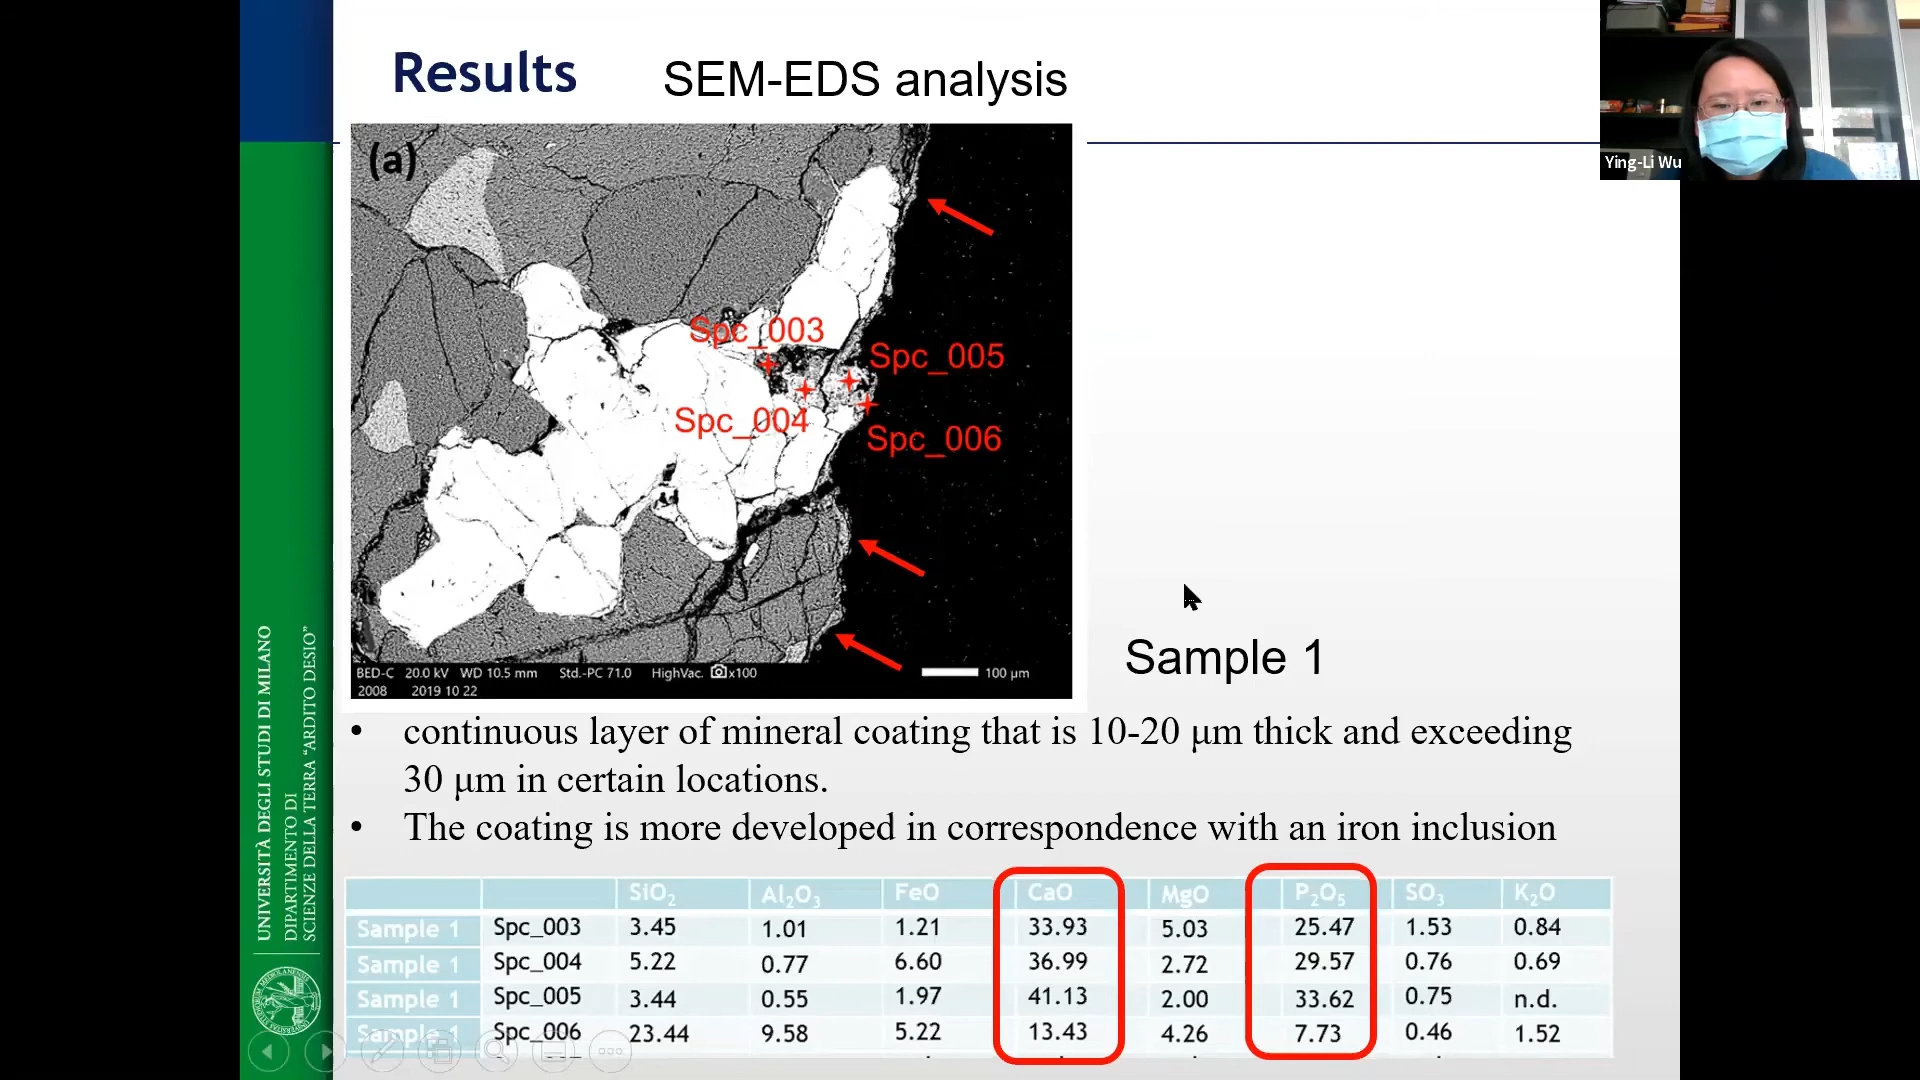 Results SEM-EDS analysis
Ying-Li Wu
(a)
Spc_003
Spc_005
Spc_004
Spc_006
BED-C 20.0 kV WD 10.5 mm Std.-PC 71.0 HighVac. x100 100 μm
2008 2019 10 22
Sample 1
• continuous layer of mineral coating that is 10-20 μm thick and exceeding
30 μm in certain locations.
• The coating is more developed in correspondence with an iron inclusion
SiO₂ Al₂O₃ FeO CaO MgO P₂O₅ SO₃ K₂O
Sample 1 Spc_003 3.45 1.01 1.21 33.93 5.03 25.47 1.53 0.84
Sample 1 Spc_004 5.22 0.77 6.60 36.99 2.72 29.57 0.76 0.69
Sample 1 Spc_005 3.44 0.55 1.97 41.13 2.00 33.62 0.75 n.d.
Sample 1 Spc_006 23.44 9.58 5.22 13.43 4.26 7.73 0.46 1.52
UNIVERSITÀ DEGLI STUDI DI MILANO
DIPARTIMENTO DI
SCIENZE DELLA TERRA "ARDITO DESIO"